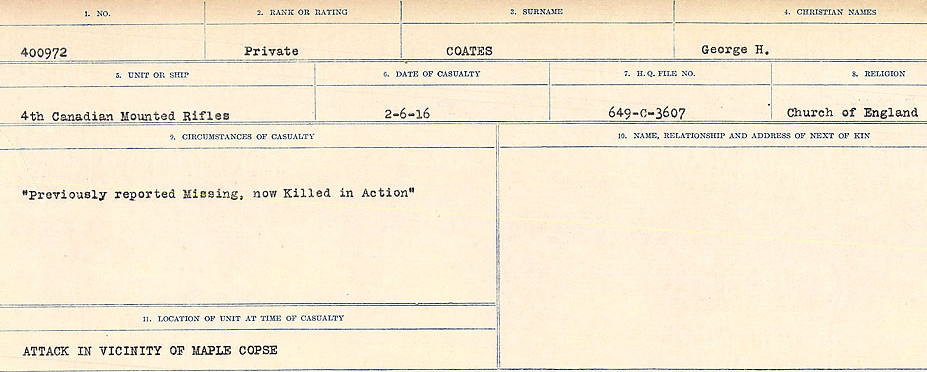 1. NO. 2. RANK OR RATING 3. SURNAME 4. CHRISTIAN NAMES
400972 Private COATES George H.
5. UNIT OR SHIP 6. DATE OF CASUALTY 7. H.Q. FILE NO. 8. RELIGION
4th Canadian Mounted Rifles 2-6-16 649-C-3607 Church of England
9. CIRCUMSTANCES OF CASUALTY 10. NAME, RELATIONSHIP AND ADDRESS OF NEXT OF KIN
"Previously reported Missing, now Killed in Action"
11. LOCATION OF UNIT AT TIME OF CASUALTY
ATTACK IN VICINITY OF MAPLE COPSE